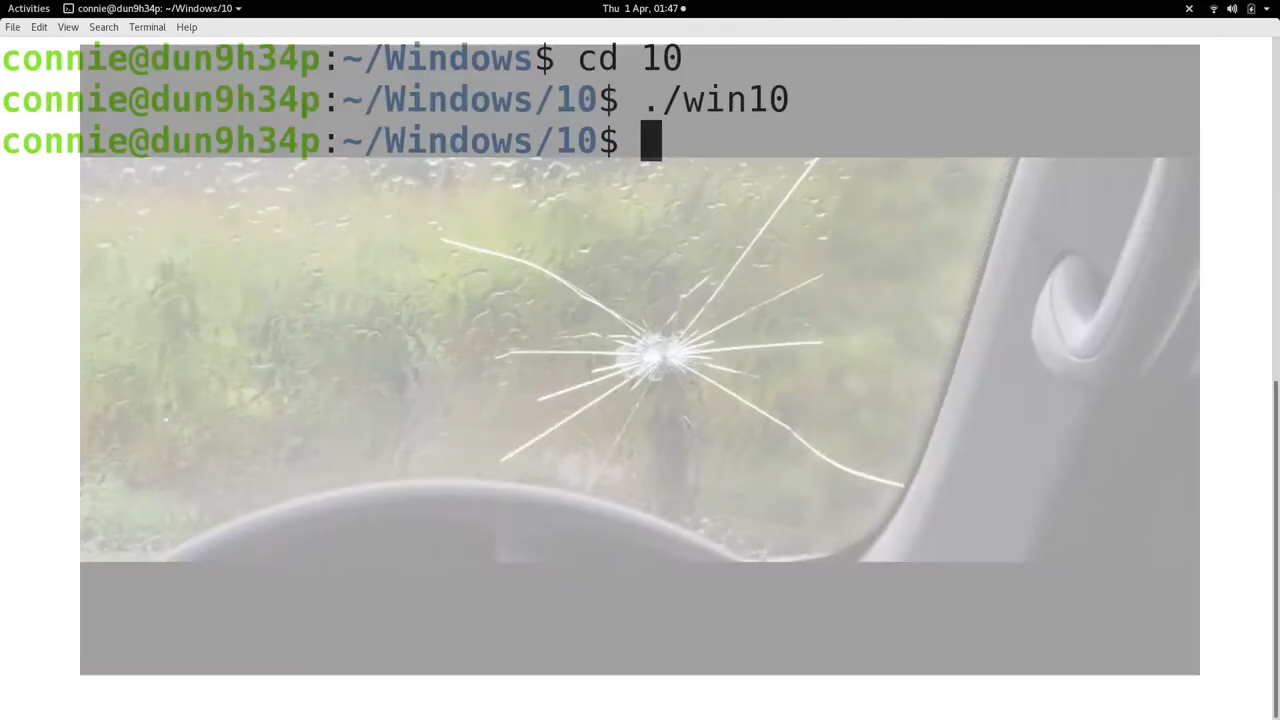 Activities connie@dun9h34p: ~/Windows/10 Thu 1 Apr, 01:47
File Edit View Search Terminal Help
connie@dun9h34p:~/Windows$ cd 10
connie@dun9h34p:~/Windows/10$ ./win10
connie@dun9h34p:~/Windows/10$